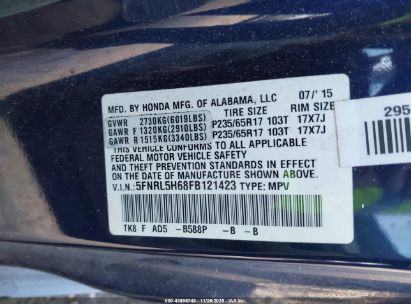 MFD. BY HONDA MFG. OF ALABAMA, LLC 07/'15
TIRE SIZE RIM SIZE
GVWR 2730KG(6019LBS)
GAWR F 1320KG(2910LBS) P235/65R17 103T 17X7J
GAWR R 1515KG(3340LBS) P235/65R17 103T 17X7J
THIS VEHICLE CONFORMS TO ALL APPLICABLE
FEDERAL MOTOR VEHICLE SAFETY, BUMPER,
AND THEFT PREVENTION STANDARDS IN EFFECT
ON THE DATE OF MANUFACTURE SHOWN ABOVE.
V.I.N:5FNRL5H68FB121423 TYPE: MPV
TK8 F AD5 -B588P -B -B
295